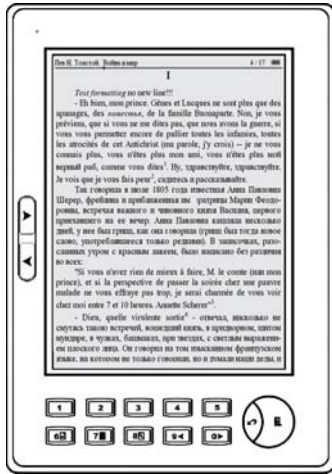 Лев Н. Толстой. Война и мир 4 / 17
I
Test formatting no new line!!!
- Eh bien, mon prince. Gênes et Lucques ne sont plus que des
apanages, des поместья, de la famille Buonaparte. Non, je vous
préviens, que si vous ne me dites pas, que nous avons la guerre, si
vous vous permettez encore de pallier toutes les infamies, toutes
les atrocités de cet Antichrist (ma parole, j'y crois) – je ne vous
connais plus, vous n'êtes plus mon ami, vous n'êtes plus мой
верный раб, comme vous dites¹. Ну, здравствуйте, здравствуйте.
Je vois que je vous fais peur², садитесь и рассказывайте.
Так говорила в июле 1805 года известная Анна Павловна
Шерер, фрейлина и приближенная им ратрицы Марии Феодо-
ровны, встречая важного и чиновного князя Василия, первого
приехавшего на ее вечер. Анна Павловна кашляла несколько
дней, у нее был грипп, как она говорила (грипп был тогда новое
слово, употреблявшееся только редкими). В записочках, разо-
сланных утром с красным лакеем, было написано без различия
во всех:
"Si vous n'avez rien de mieux à faire, M. le comte (или mon
prince), et si la perspective de passer la soirée chez une pauvre
malade ne vous effraye pas trop, je serai charmée de vous voir
chez moi entre 7 et 10 heures. Annette Scherer"³.
- Dieu, quelle virulente sortie⁴ - отвечал, нисколько не
смутясь такою встречей, вошедший князь, в придворном, шитом
мундире, в чулках, башмаках, при звездах, с светлым выражени-
ем плоского лица. Он говорил на том изысканном французском
языке, на котором не только говорили, но и думали наши деды, и
1 2 3 4 5
6 7 8 9 0